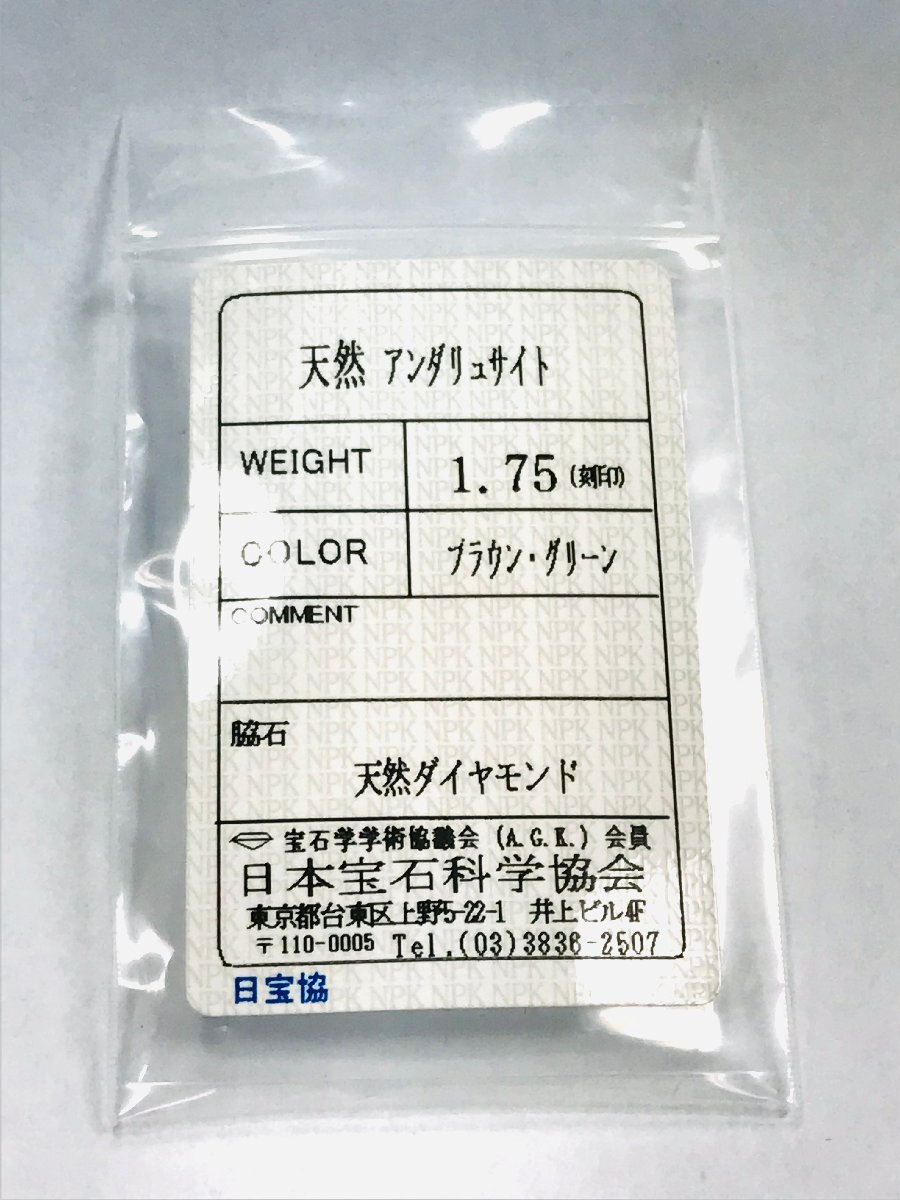 天然 アンダリュサイト
WEIGHT 1.75 (刻印)
COLOR ブラウン・グリーン
COMMENT
脇石
天然ダイヤモンド
宝石学学術協議会 (A.G.K.) 会員
日本宝石科学協会
東京都台東区上野5-22-1 井上ビル4F
〒110-0005 Tel.(03)3836-2507
日宝協